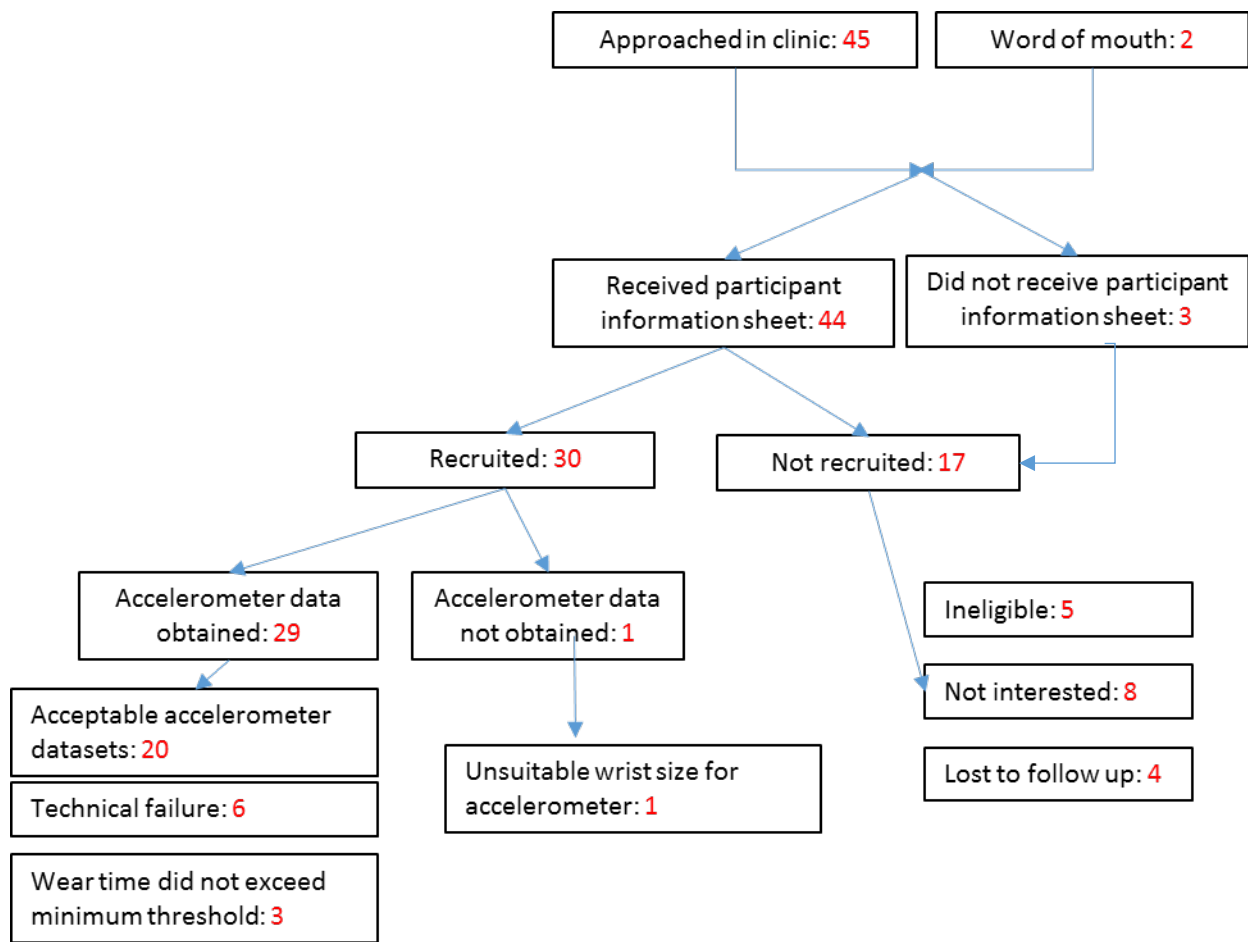 Approached in clinic: 45
Word of mouth: 2
Received participant
information sheet: 44
Did not receive participant
information sheet: 3
Recruited: 30
Not recruited: 17
Accelerometer data
obtained: 29
Accelerometer data
not obtained: 1
Ineligible: 5
Not interested: 8
Lost to follow up: 4
Acceptable accelerometer
datasets: 20
Technical failure: 6
Wear time did not exceed
minimum threshold: 3
Unsuitable wrist size for
accelerometer: 1